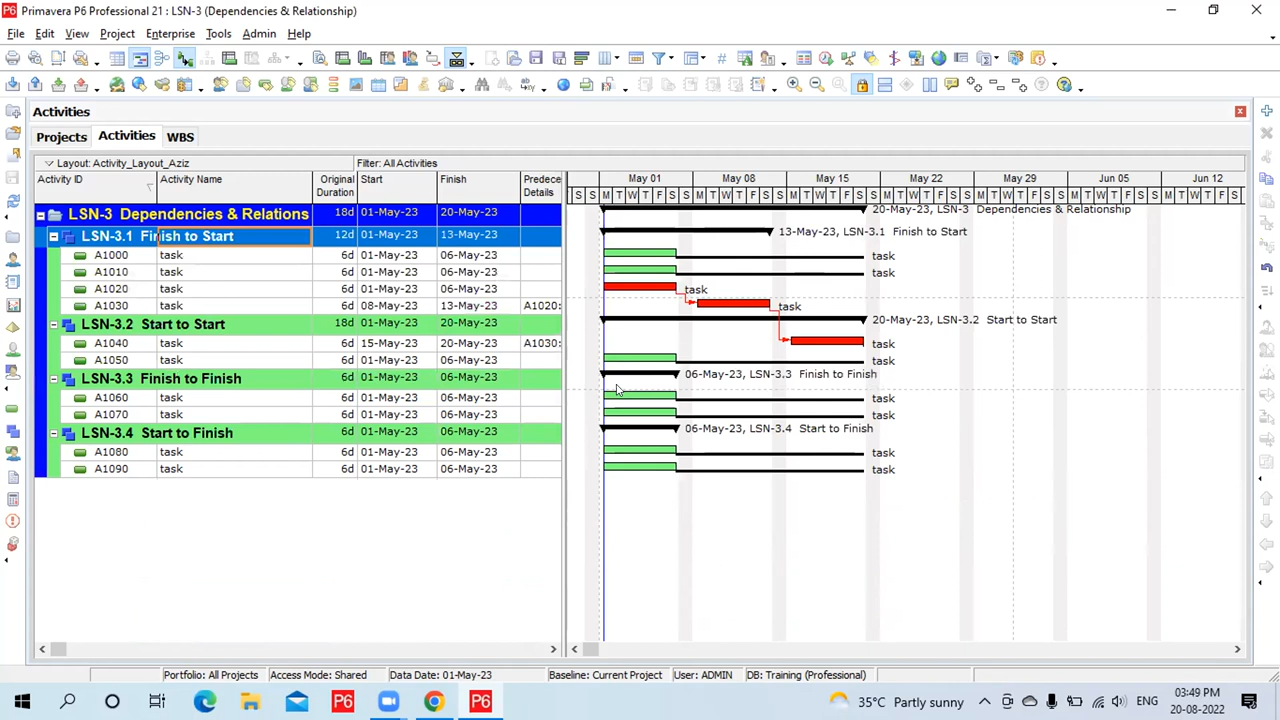 Primavera P6 Professional 21 : LSN-3 (Dependencies & Relationship)
File Edit View Project Enterprise Tools Admin Help
Activities
Projects Activities WBS
Layout: Activity_Layout_Aziz Filter: All Activities
Activity ID Activity Name Original Duration Start Finish Predece Details
May 01 May 08 May 15 May 22 May 29 Jun 05 Jun 12
S S M T W T F S S M T W T F S S M T W T F S S M T W T F S S M T W T F S S M T W T F S S M T W T F
LSN-3 Dependencies & Relations 18d 01-May-23 20-May-23 20-May-23, LSN-3 Dependencies & Relationship
LSN-3.1 Finish to Start 12d 01-May-23 13-May-23 13-May-23, LSN-3.1 Finish to Start
A1000 task 6d 01-May-23 06-May-23 task
A1010 task 6d 01-May-23 06-May-23 task
A1020 task 6d 01-May-23 06-May-23 task
A1030 task 6d 08-May-23 13-May-23 A1020: task
LSN-3.2 Start to Start 18d 01-May-23 20-May-23 20-May-23, LSN-3.2 Start to Start
A1040 task 6d 15-May-23 20-May-23 A1030: task
A1050 task 6d 01-May-23 06-May-23 task
LSN-3.3 Finish to Finish 6d 01-May-23 06-May-23 06-May-23, LSN-3.3 Finish to Finish
A1060 task 6d 01-May-23 06-May-23 task
A1070 task 6d 01-May-23 06-May-23 task
LSN-3.4 Start to Finish 6d 01-May-23 06-May-23 06-May-23, LSN-3.4 Start to Finish
A1080 task 6d 01-May-23 06-May-23 task
A1090 task 6d 01-May-23 06-May-23 task
Portfolio: All Projects Access Mode: Shared Data Date: 01-May-23 Baseline: Current Project User: ADMIN DB: Training (Professional)
P6 P6 35°C Partly sunny ENG 03:49 PM
20-08-2022